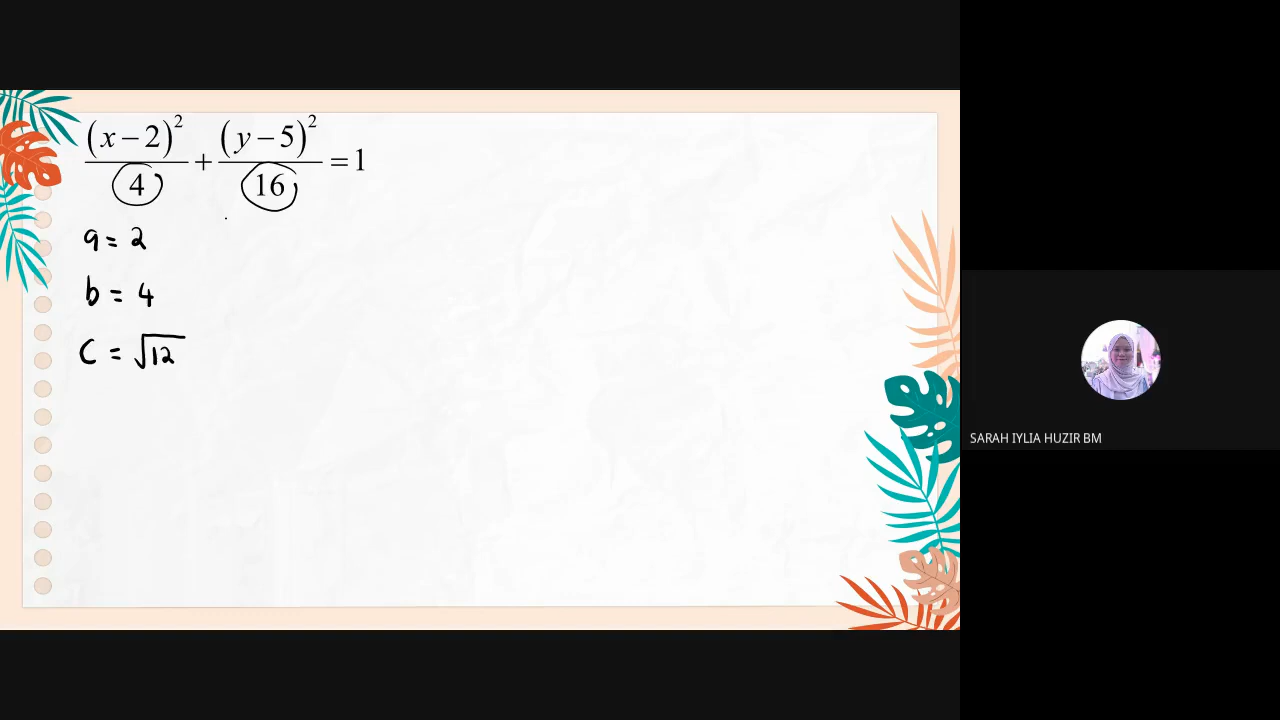 (x − 2)² / 4 + (y − 5)² / 16 = 1
a = 2
b = 4
c = √12
SARAH IYLIA HUZIR BM